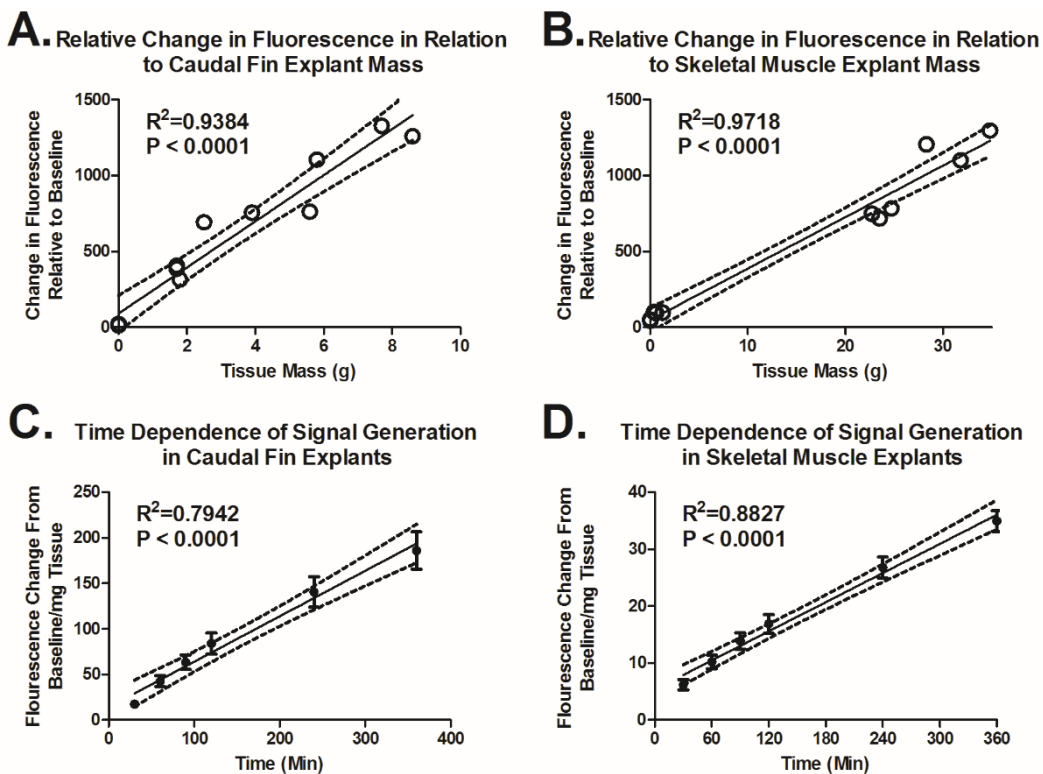 A. Relative Change in Fluorescence in Relation
to Caudal Fin Explant Mass
1500
1000
500
0
Change in Fluorescence
Relative to Baseline
R²=0.9384
P < 0.0001
0 2 4 6 8 10
Tissue Mass (g)
B. Relative Change in Fluorescence in Relation
to Skeletal Muscle Explant Mass
1500
1000
500
0
Change in Fluorescence
Relative to Baseline
R²=0.9718
P < 0.0001
0 10 20 30
Tissue Mass (g)
C. Time Dependence of Signal Generation
in Caudal Fin Explants
250
200
150
100
50
0
Flourescence Change From
Baseline/mg Tissue
R²=0.7942
P < 0.0001
0 100 200 300 400
Time (Min)
D. Time Dependence of Signal Generation
in Skeletal Muscle Explants
40
30
20
10
0
Flourescence Change From
Baseline/mg Tissue
R²=0.8827
P < 0.0001
0 60 120 180 240 300 360
Time (Min)